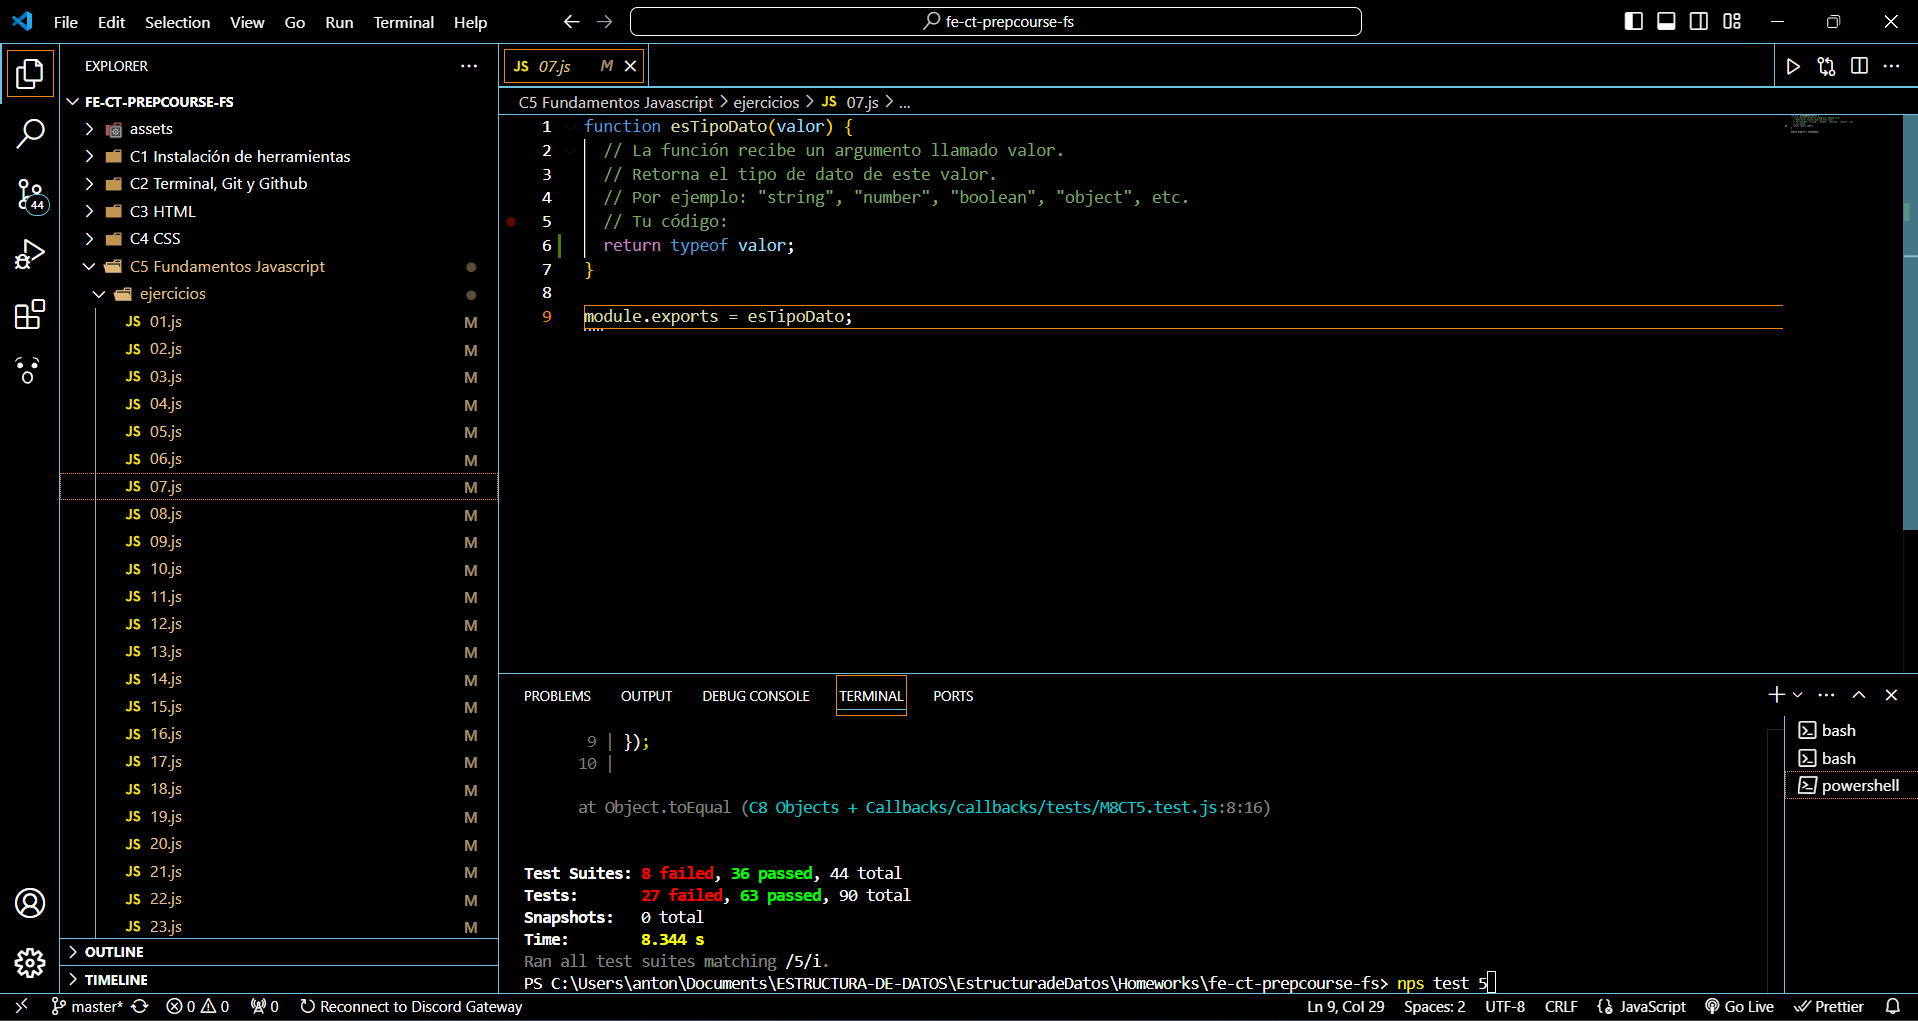 File Edit Selection View Go Run Terminal Help
fe-ct-prepcourse-fs
EXPLORER
FE-CT-PREPCOURSE-FS
assets
C1 Instalación de herramientas
C2 Terminal, Git y Github
C3 HTML
C4 CSS
C5 Fundamentos Javascript
ejercicios
JS 01.js M
JS 02.js M
JS 03.js M
JS 04.js M
JS 05.js M
JS 06.js M
JS 07.js M
JS 08.js M
JS 09.js M
JS 10.js M
JS 11.js M
JS 12.js M
JS 13.js M
JS 14.js M
JS 15.js M
JS 16.js M
JS 17.js M
JS 18.js M
JS 19.js M
JS 20.js M
JS 21.js M
JS 22.js M
JS 23.js M
OUTLINE
TIMELINE
44
JS 07.js M
C5 Fundamentos Javascript > ejercicios > JS 07.js > ...
1 function esTipoDato(valor) {
2 // La función recibe un argumento llamado valor.
3 // Retorna el tipo de dato de este valor.
4 // Por ejemplo: "string", "number", "boolean", "object", etc.
5 // Tu código:
6 return typeof valor;
7 }
8
9 module.exports = esTipoDato;
PROBLEMS OUTPUT DEBUG CONSOLE TERMINAL PORTS
9 | });
10 |
at Object.toEqual (C8 Objects + Callbacks/callbacks/tests/M8CT5.test.js:8:16)
Test Suites: 8 failed, 36 passed, 44 total
Tests: 27 failed, 63 passed, 90 total
Snapshots: 0 total
Time: 8.344 s
Ran all test suites matching /5/i.
PS C:\Users\anton\Documents\ESTRUCTURA-DE-DATOS\EstructuradeDatos\Homeworks\fe-ct-prepcourse-fs> nps test 5
bash
bash
powershell
master* 0 0 0 Reconnect to Discord Gateway
Ln 9, Col 29 Spaces: 2 UTF-8 CRLF {} JavaScript Go Live Prettier